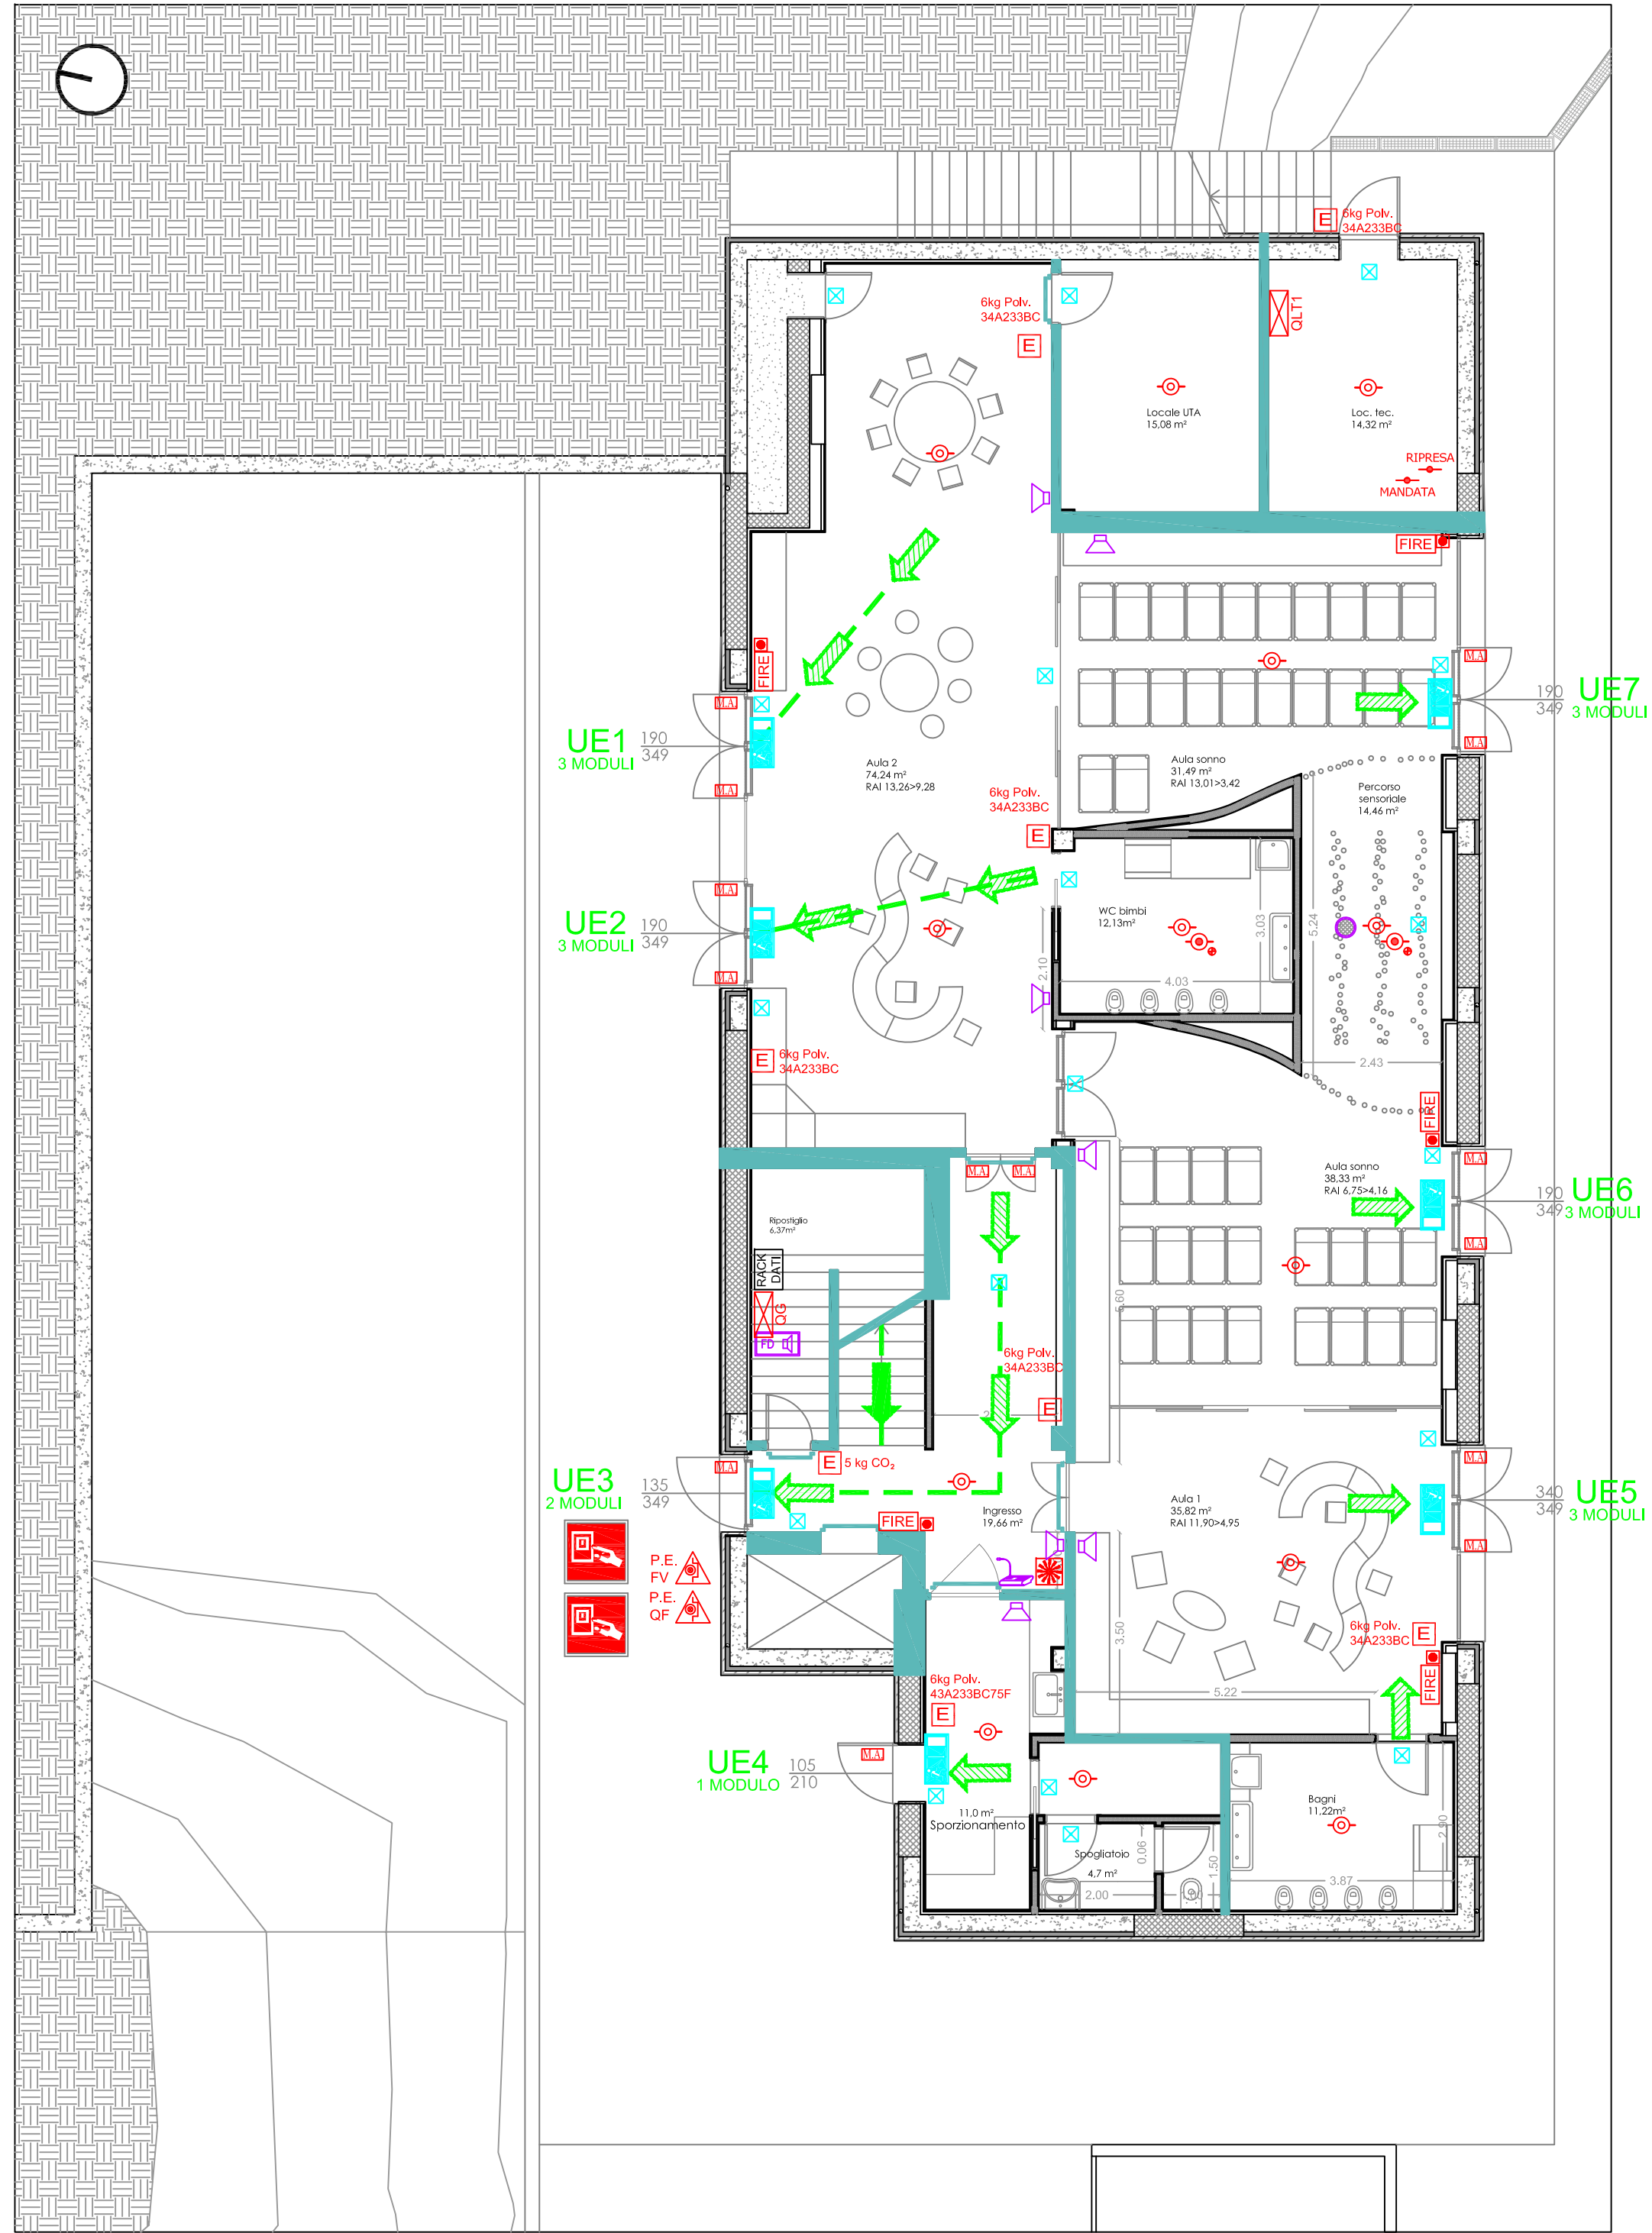 E
6kg Polv.
34A233BC
6kg Polv.
34A233BC
E
QLT1
Locale UTA
15,08 m²
Loc. tec.
14,32 m²
RIPRESA
MANDATA
FIRE
FIRE
M.A.
M.A.
UE1
3 MODULI
190
349
M.A.
M.A.
190
349
UE7
3 MODULI
Aula 2
74,24 m²
RAI 13,26>9,28
Aula sonno
31,49 m²
RAI 13,01>3,42
Percorso
sensoriale
14,46 m²
6kg Polv.
34A233BC
E
M.A.
M.A.
UE2
3 MODULI
190
349
WC bimbi
12,13m²
3.03
5.24
4.03
2.10
2.43
E
6kg Polv.
34A233BC
FIRE
M.A.
M.A.
M.A.
M.A.
Aula sonno
38,33 m²
RAI 6,75>4,16
190
349
UE6
3 MODULI
Ripostiglio
6,37m²
RACK
DATI
QG
FD
6kg Polv.
34A233BC
E
5.60
M.A.
E
5 kg CO₂
UE3
2 MODULI
135
349
FIRE
Ingresso
19,66 m²
Aula 1
35,82 m²
RAI 11,90>4,95
M.A.
M.A.
340
349
UE5
3 MODULI
P.E.
FV
P.E.
QF
3.50
6kg Polv.
34A233BC
E
FIRE
5.22
6kg Polv.
43A233BC75F
E
M.A.
UE4
1 MODULO
105
210
11,0 m²
Sporzionamento
Spogliatoio
4,7 m²
0.06
1.50
2.00
Bagni
11,22m²
2.90
3.87